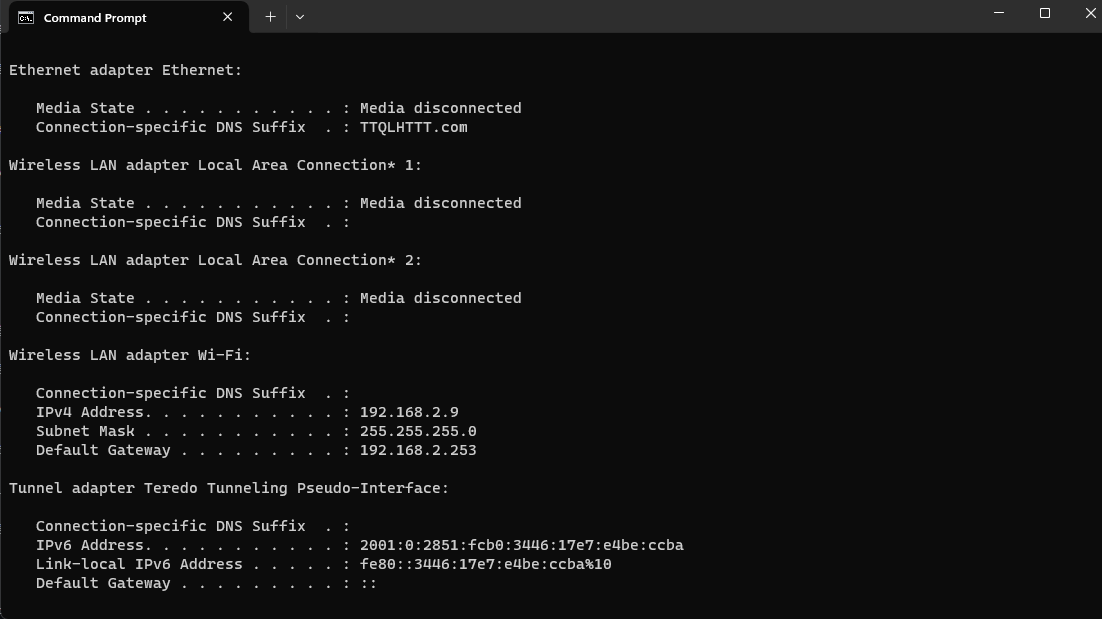 Command Prompt
Ethernet adapter Ethernet:
Media State . . . . . . . . . . . : Media disconnected
Connection-specific DNS Suffix  . : TTQLHTTT.com
Wireless LAN adapter Local Area Connection* 1:
Media State . . . . . . . . . . . : Media disconnected
Connection-specific DNS Suffix  . :
Wireless LAN adapter Local Area Connection* 2:
Media State . . . . . . . . . . . : Media disconnected
Connection-specific DNS Suffix  . :
Wireless LAN adapter Wi-Fi:
Connection-specific DNS Suffix  . :
IPv4 Address. . . . . . . . . . . : 192.168.2.9
Subnet Mask . . . . . . . . . . . : 255.255.255.0
Default Gateway . . . . . . . . . : 192.168.2.253
Tunnel adapter Teredo Tunneling Pseudo-Interface:
Connection-specific DNS Suffix  . :
IPv6 Address. . . . . . . . . . . : 2001:0:2851:fcb0:3446:17e7:e4be:ccba
Link-local IPv6 Address . . . . . : fe80::3446:17e7:e4be:ccba%10
Default Gateway . . . . . . . . . : ::